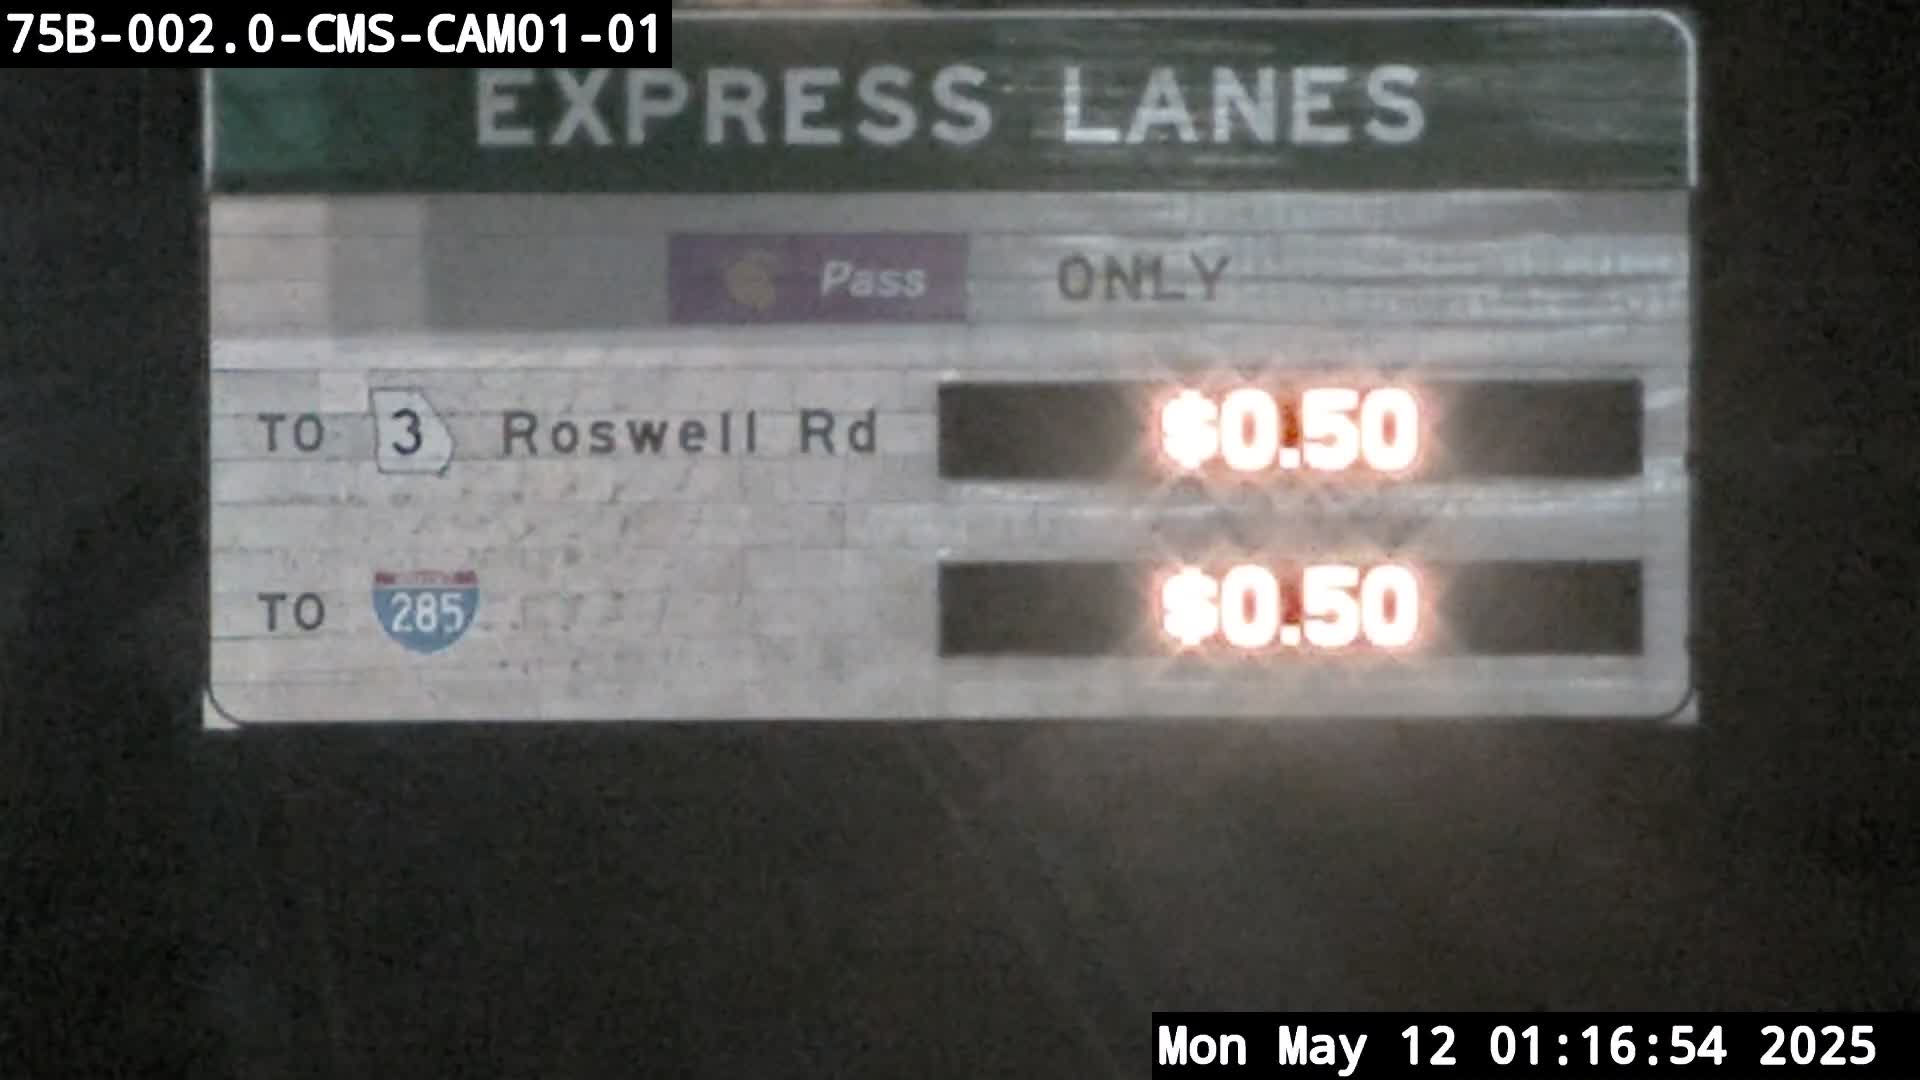 75B-002.0-CMS-CAM01-01
EXPRESS LANES
Pass ONLY
TO 3 Roswell Rd $0.50
TO 285 $0.50
Mon May 12 01:16:54 2025